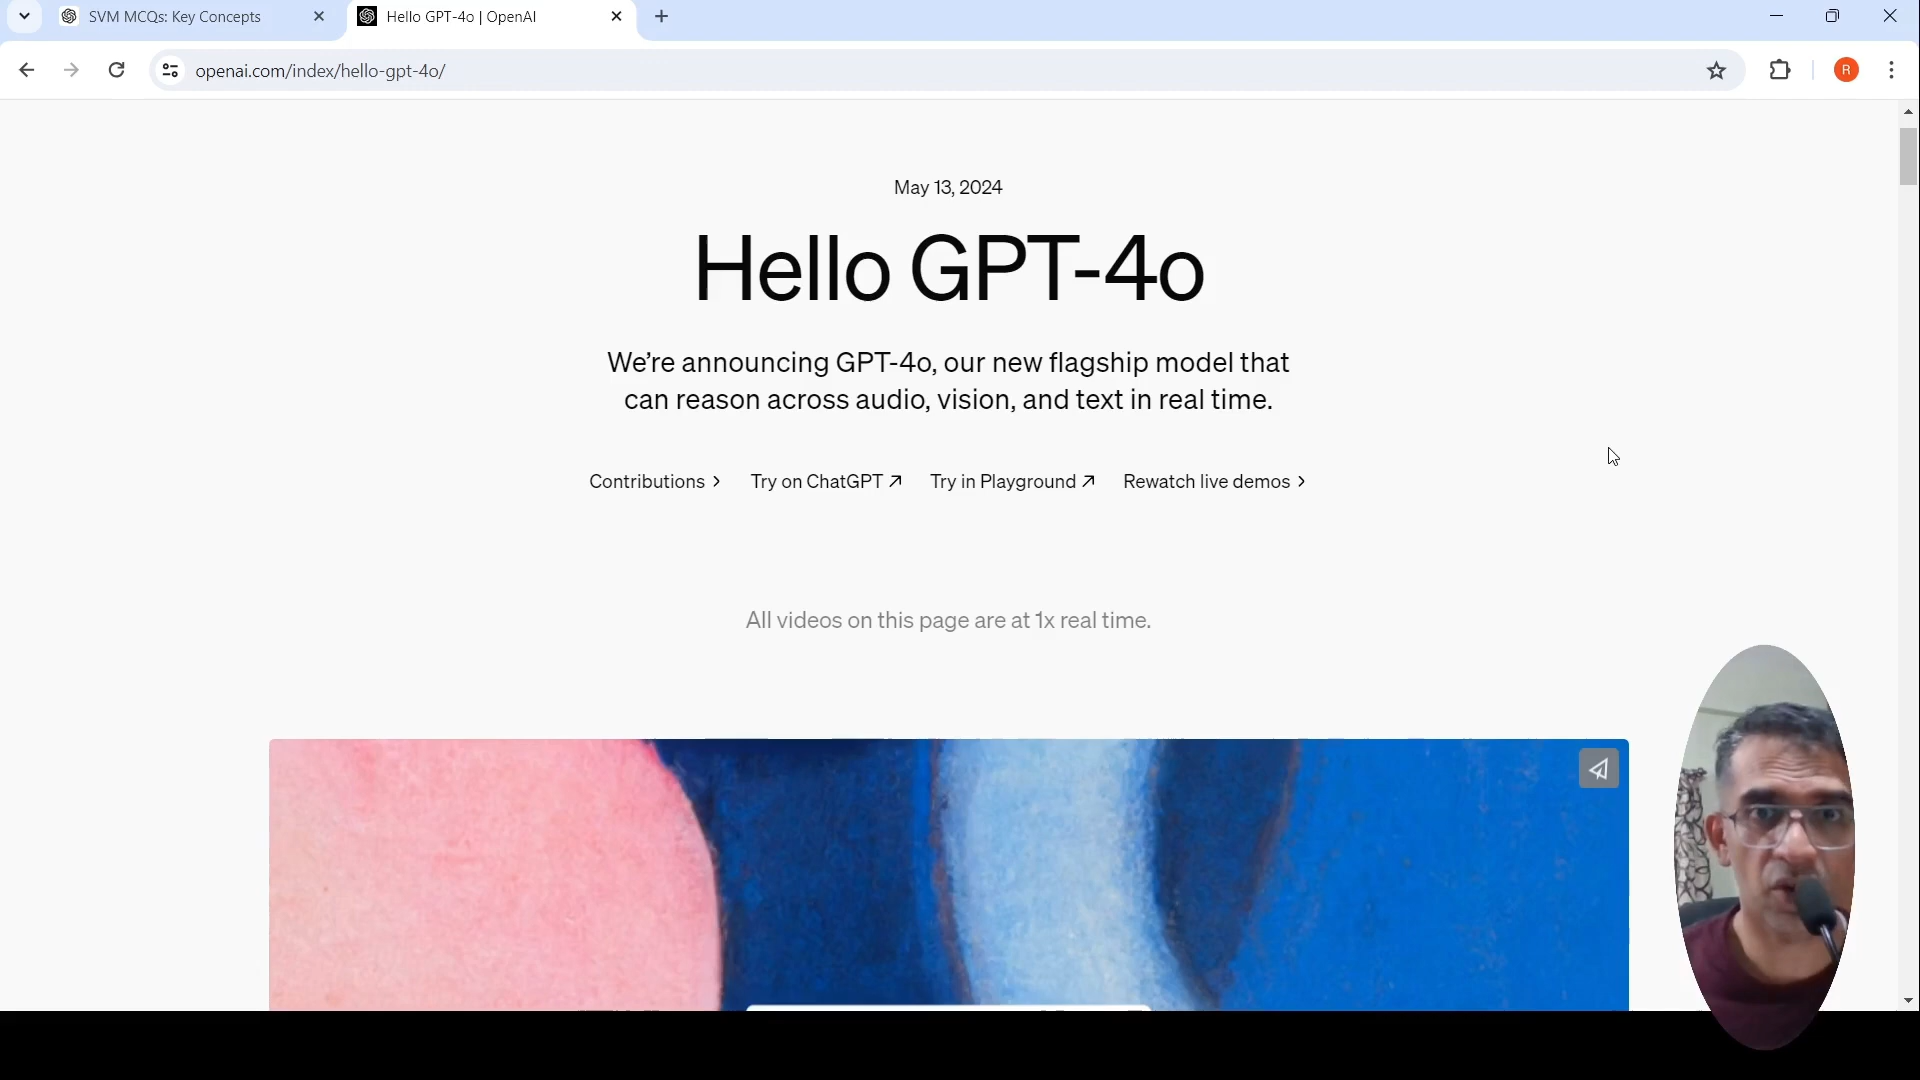 SVM MCQs: Key Concepts
Hello GPT-4o | OpenAI
openai.com/index/hello-gpt-4o/
R
May 13, 2024
Hello GPT-4o
We're announcing GPT-4o, our new flagship model that
can reason across audio, vision, and text in real time.
Contributions
Try on ChatGPT
Try in Playground
Rewatch live demos
All videos on this page are at 1x real time.